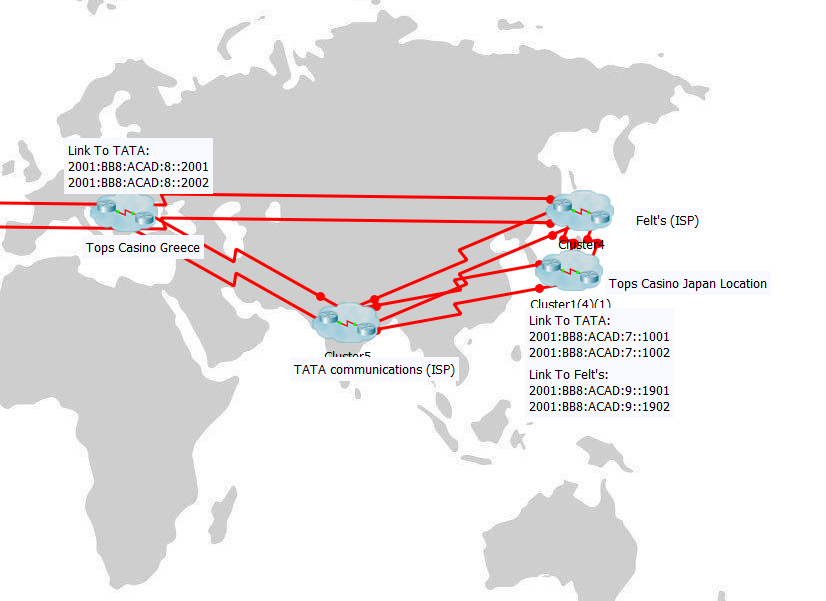 Link To TATA:
2001:BB8:ACAD:8::2001
2001:BB8:ACAD:8::2002
Tops Casino Greece
Felt's (ISP)
Cluster4
Tops Casino Japan Location
Cluster1(4)(1)
Link To TATA:
2001:BB8:ACAD:7::1001
2001:BB8:ACAD:7::1002
Link To Felt's:
2001:BB8:ACAD:9::1901
2001:BB8:ACAD:9::1902
Cluster5
TATA communications (ISP)